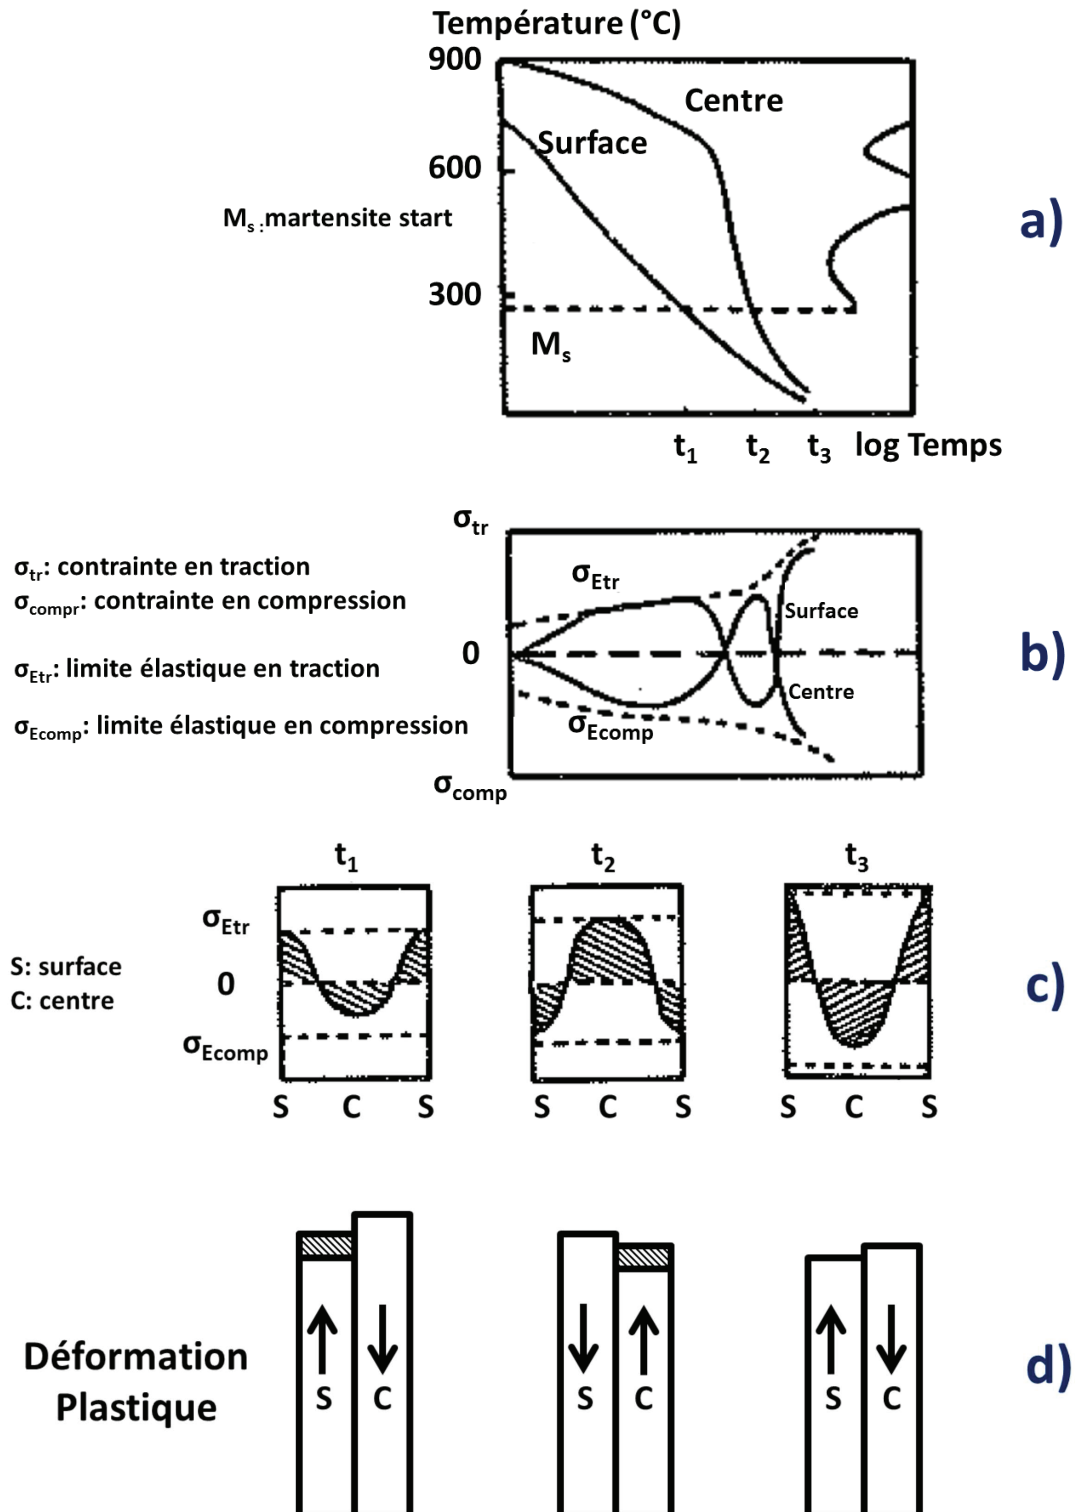 Température (°C)
900
Centre
Surface
600
Ms :martensite start
a)
300
Ms
t1 t2 t3 log Temps
σtr
σtr: contrainte en traction
σEtr
σcompr: contrainte en compression
Surface
0
b)
σEtr: limite élastique en traction
Centre
σEcomp: limite élastique en compression
σEcomp
σcomp
t1 t2 t3
σEtr
S: surface
0
c)
C: centre
σEcomp
S C S S C S S C S
Déformation
Plastique
d)
S C S C S C